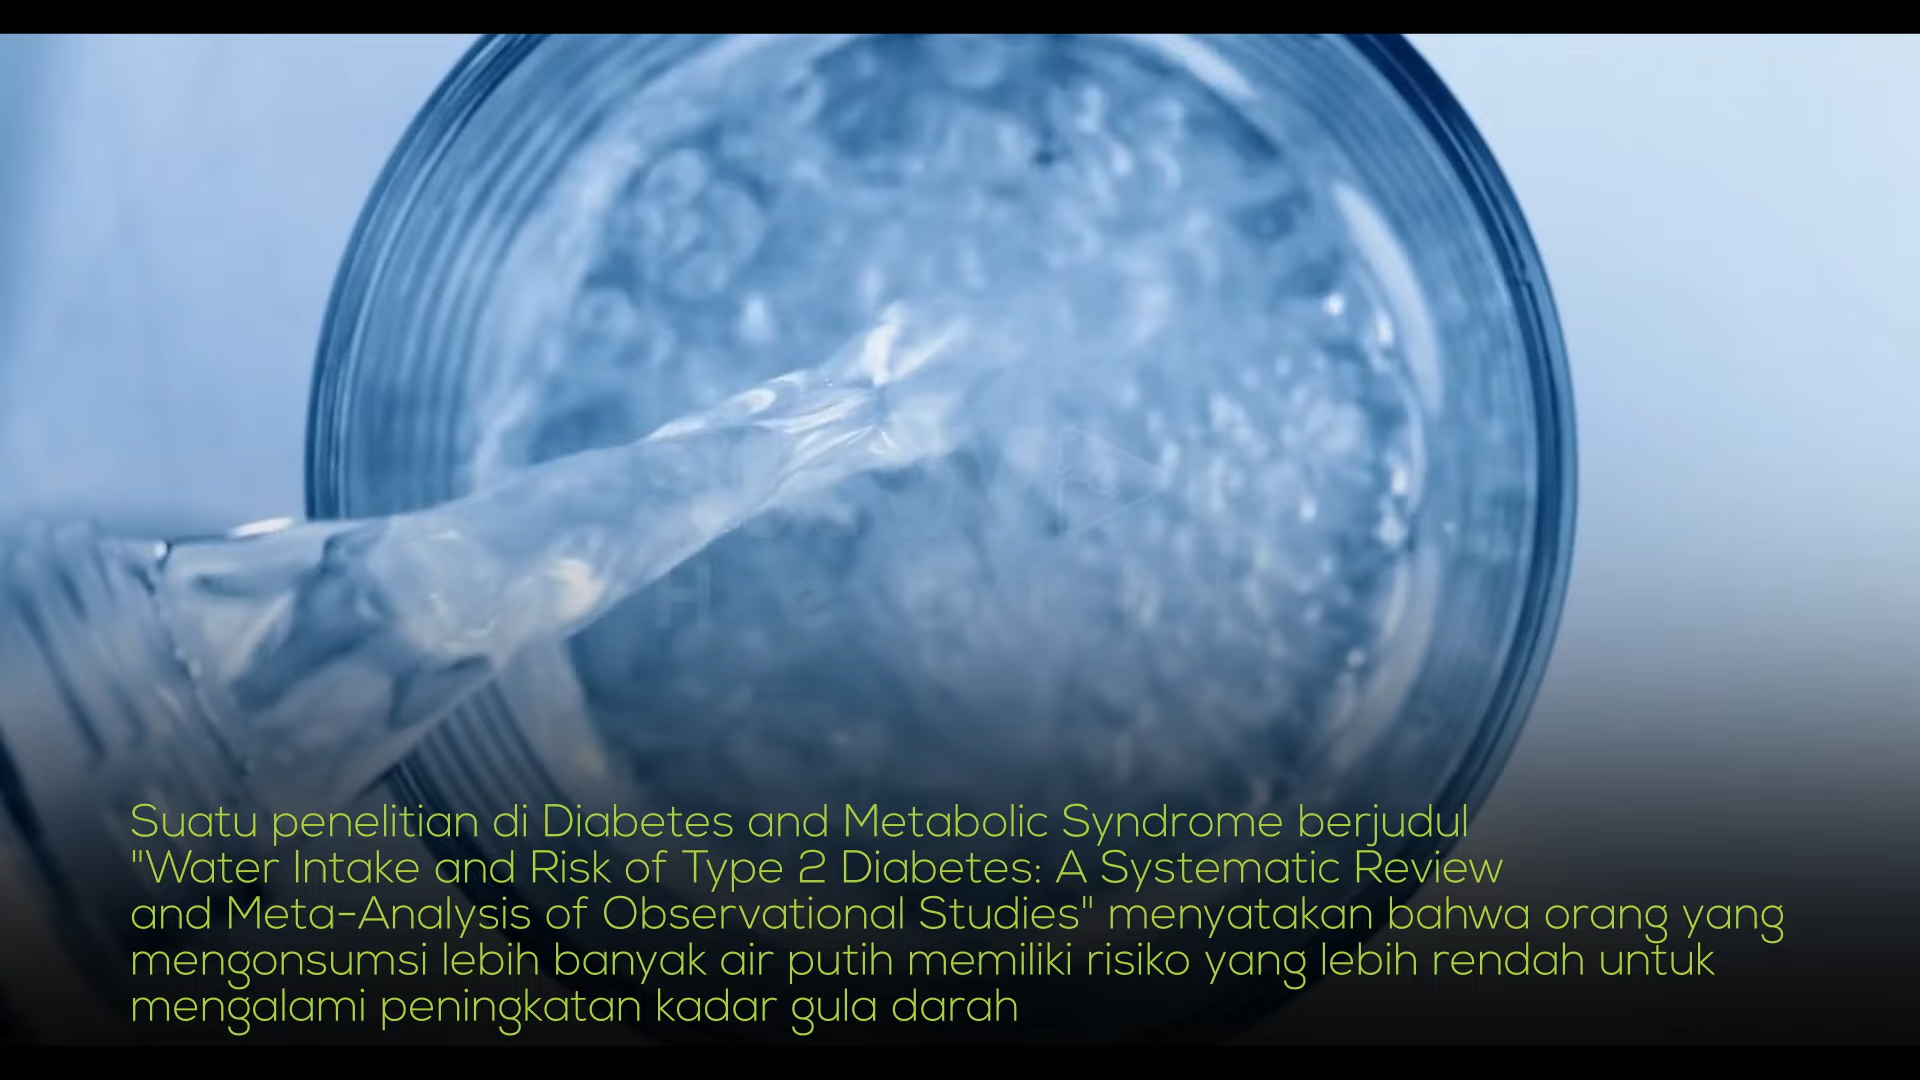 Suatu penelitian di Diabetes and Metabolic Syndrome berjudul
"Water Intake and Risk of Type 2 Diabetes: A Systematic Review
and Meta-Analysis of Observational Studies" menyatakan bahwa orang yang
mengonsumsi lebih banyak air putih memiliki risiko yang lebih rendah untuk
mengalami peningkatan kadar gula darah